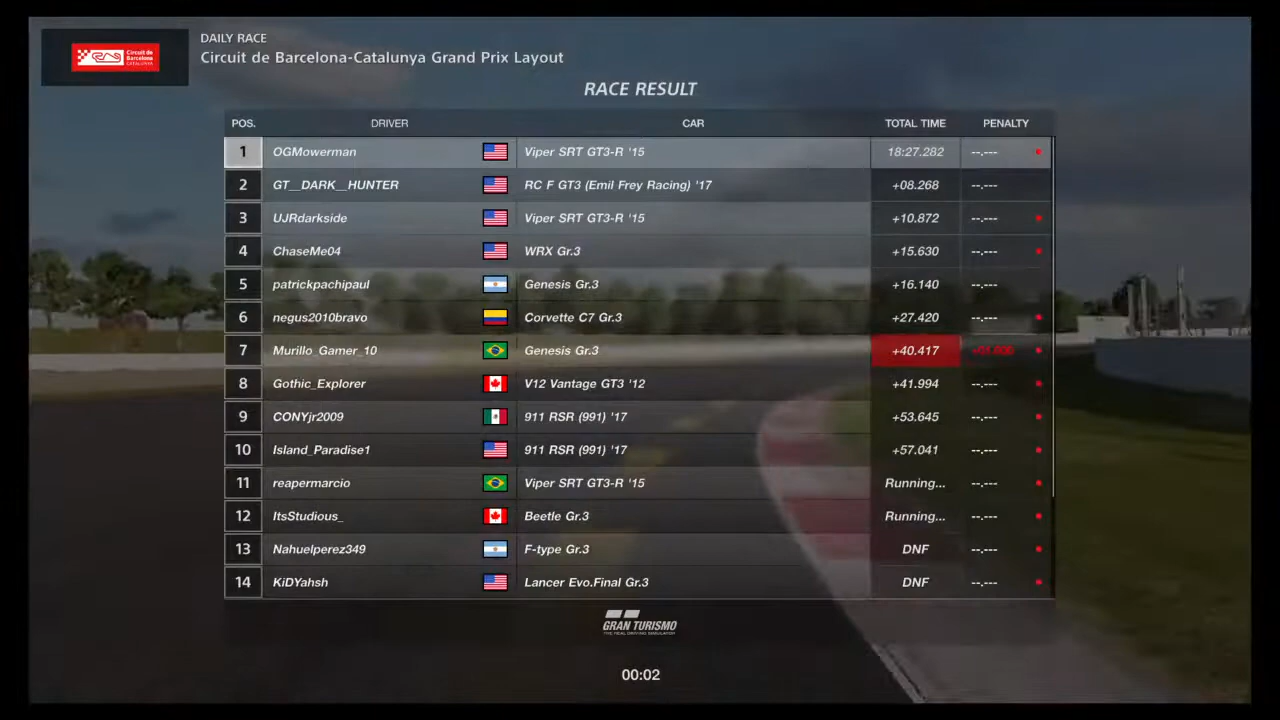 Circuit de Barcelona CATALUNYA
DAILY RACE
Circuit de Barcelona-Catalunya Grand Prix Layout
RACE RESULT
POS. DRIVER CAR TOTAL TIME PENALTY
1 OGMowerman Viper SRT GT3-R '15 18:27.282 --.---
2 GT__DARK__HUNTER RC F GT3 (Emil Frey Racing) '17 +08.268 --.---
3 UJRdarkside Viper SRT GT3-R '15 +10.872 --.---
4 ChaseMe04 WRX Gr.3 +15.630 --.---
5 patrickpachipaul Genesis Gr.3 +16.140 --.---
6 negus2010bravo Corvette C7 Gr.3 +27.420 --.---
7 Murillo_Gamer_10 Genesis Gr.3 +40.417
8 Gothic_Explorer V12 Vantage GT3 '12 +41.994 --.---
9 CONYjr2009 911 RSR (991) '17 +53.645 --.---
10 Island_Paradise1 911 RSR (991) '17 +57.041 --.---
11 reapermarcio Viper SRT GT3-R '15 Running... --.---
12 ItsStudious_ Beetle Gr.3 Running... --.---
13 Nahuelperez349 F-type Gr.3 DNF --.---
14 KiDYahsh Lancer Evo.Final Gr.3 DNF --.---
GRAN TURISMO
THE REAL DRIVING SIMULATOR
00:02